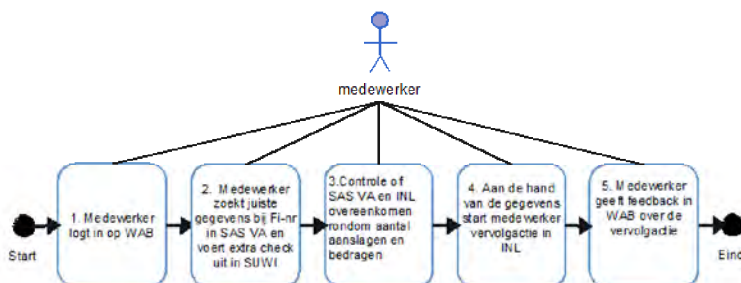 medewerker
Start
1. Medewerker
logt in op WAB
2. Medewerker
zoekt juiste
gegevens bij Fi-nr
in SAS VA en
voert extra check
uit in SUWI
3.Controle of
SAS VA en INL
overeenkomen
rondom aantal
aanslagen en
bedragen
4. Aan de hand
van de gegevens
start medewerker
vervolgactie in
INL
5. Medewerker
geeft feedback in
WAB over de
vervolgactie
Eind